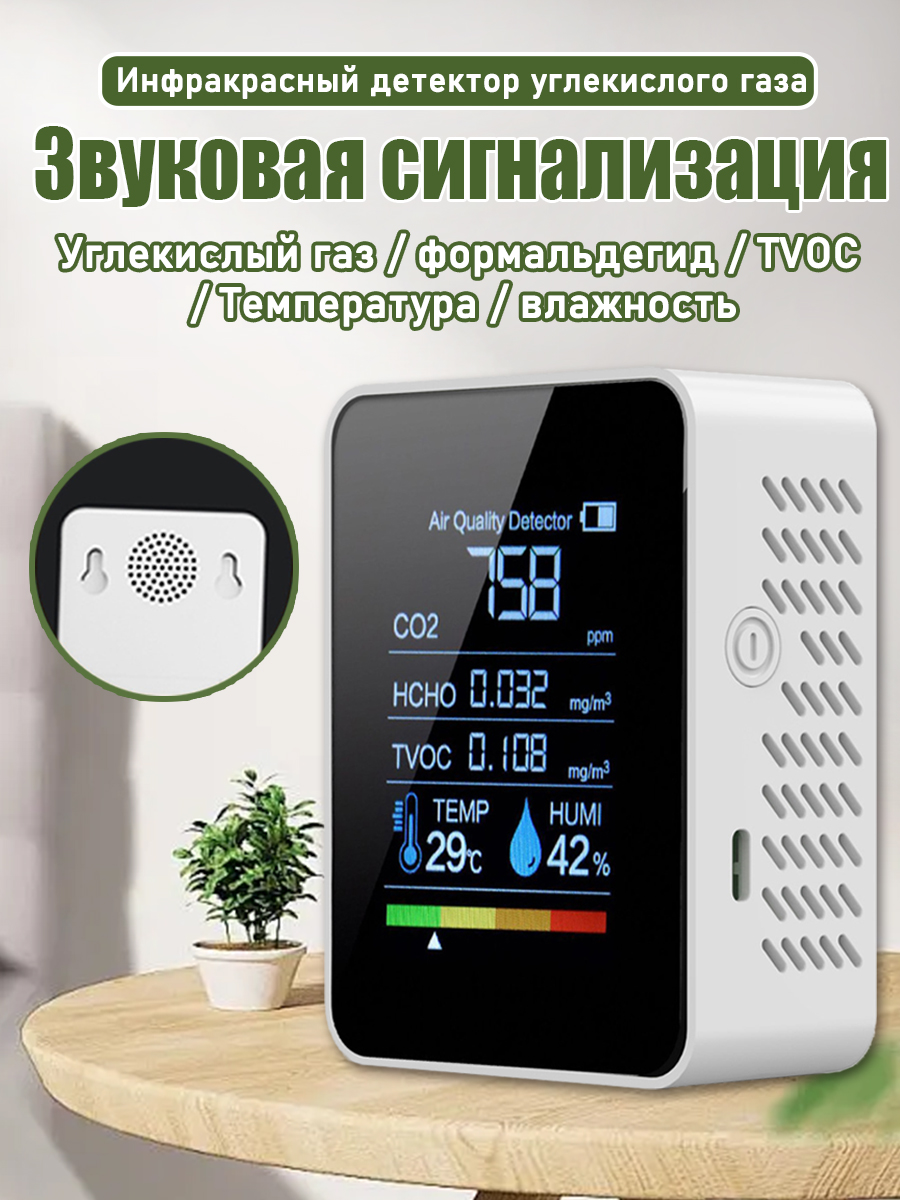 Инфракрасный детектор углекислого газа
Звуковая сигнализация
Углекислый газ / формальдегид / TVOC
/ Температура / влажность
Air Quality Detector
758
CO2
ppm
HCHO 0.032 mg/m³
TVOC 0.108 mg/m³
TEMP
29°C
HUMI
42%